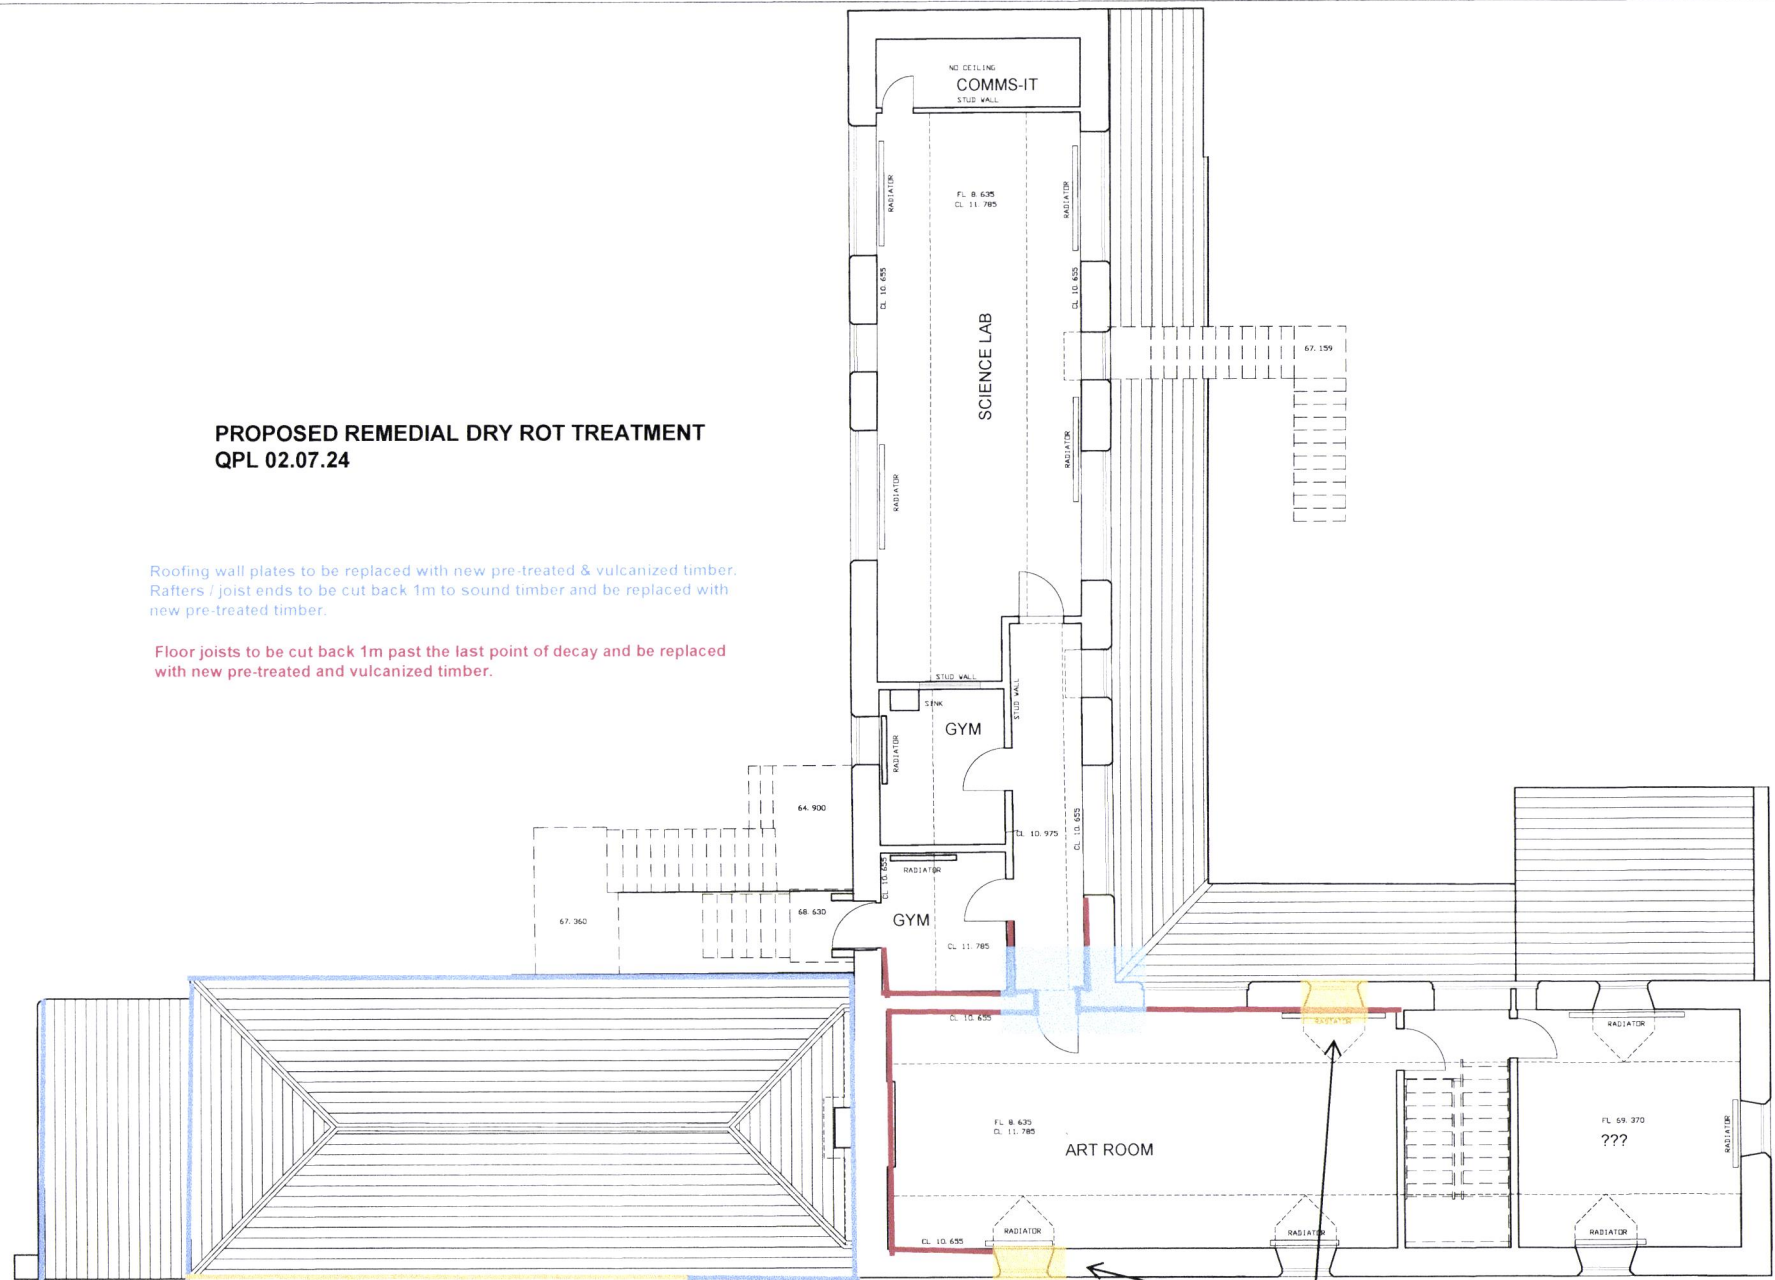 NO CEILING
COMMS-IT
STUD WALL
RADIATOR
RADIATOR
FL 8.635
CL 11.785
CL 10.655
CL 10.655
SCIENCE LAB
67.159
RADIATOR
RADIATOR
PROPOSED REMEDIAL DRY ROT TREATMENT
QPL 02.07.24
Roofing wall plates to be replaced with new pre-treated & vulcanized timber.
Rafters / joist ends to be cut back 1m to sound timber and be replaced with
new pre-treated timber.
Floor joists to be cut back 1m past the last point of decay and be replaced
with new pre-treated and vulcanized timber.
STUD WALL
STUD WALL
SINK
GYM
RADIATOR
64.900
CL 10.975
CL 10.655
CL 10.655
RADIATOR
68.630
67.360
GYM
CL 11.785
CL 10.655
RADIATOR
RADIATOR
FL 8.635
CL 11.785
ART ROOM
FL 69.370
???
RADIATOR
RADIATOR
RADIATOR
RADIATOR
CL 10.655